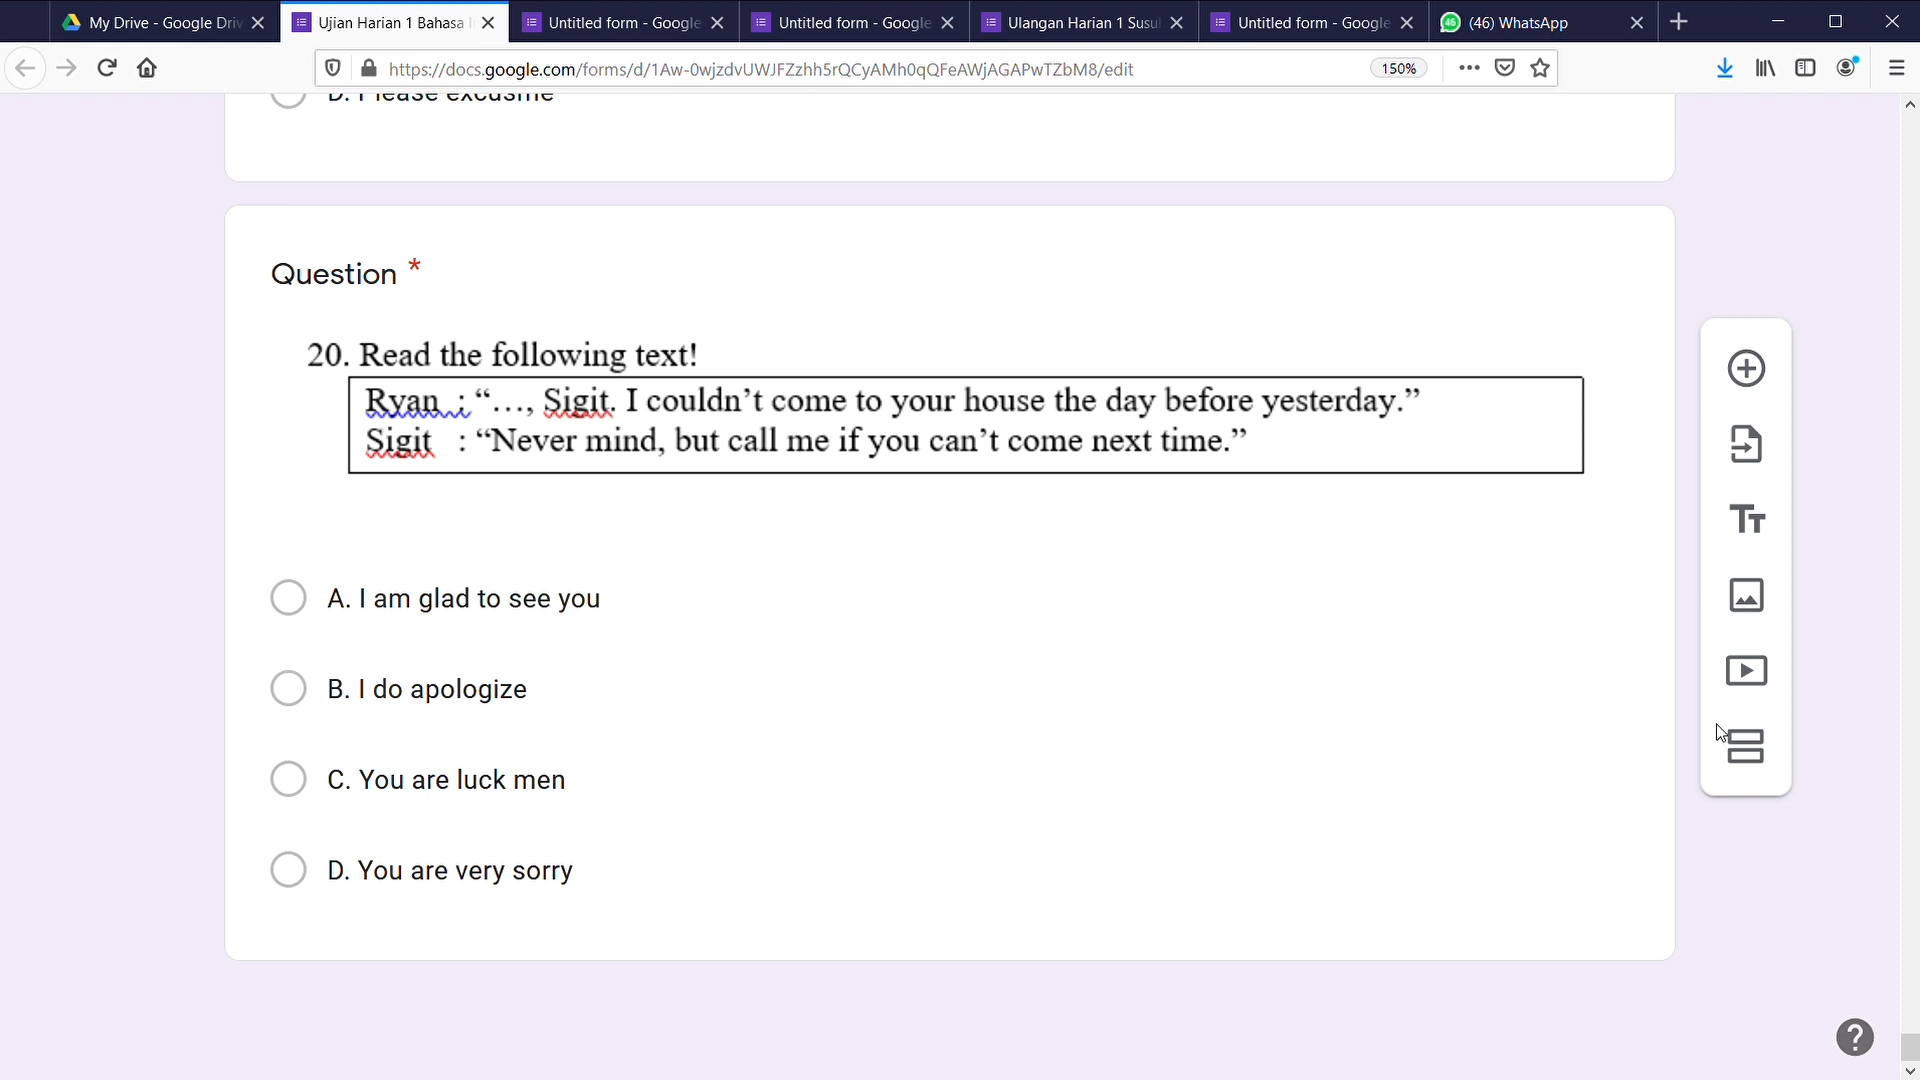 My Drive - Google Driv
Ujian Harian 1 Bahasa I
Untitled form - Google
Untitled form - Google
Ulangan Harian 1 Susul
Untitled form - Google
46
(46) WhatsApp
https://docs.google.com/forms/d/1Aw-0wjzdvUWJFZzhh5rQCyAMh0qQFeAWjAGAPwTZbM8/edit
150%
D. Please excusme
Question *
20. Read the following text!
Ryan : “…, Sigit. I couldn’t come to your house the day before yesterday.”
Sigit : “Never mind, but call me if you can’t come next time.”
A. I am glad to see you
B. I do apologize
C. You are luck men
D. You are very sorry